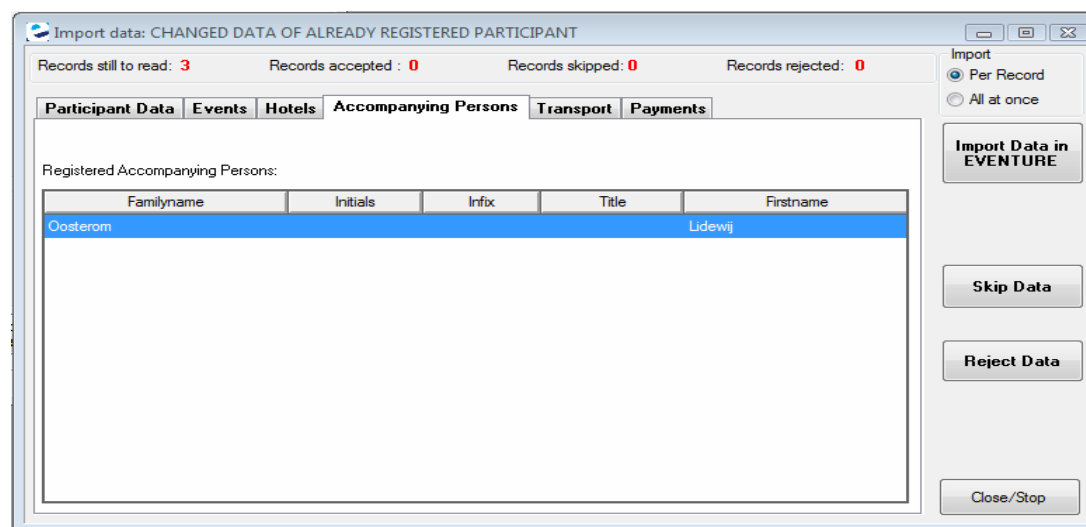 Import data: CHANGED DATA OF ALREADY REGISTERED PARTICIPANT
Records still to read: 3 Records accepted : 0 Records skipped: 0 Records rejected: 0
Import
Per Record
All at once
Participant Data Events Hotels Accompanying Persons Transport Payments
Import Data in
EVENTURE
Registered Accompanying Persons:
Familyname Initials Infix Title Firstname
Oosterom Lidewij
Skip Data
Reject Data
Close/Stop